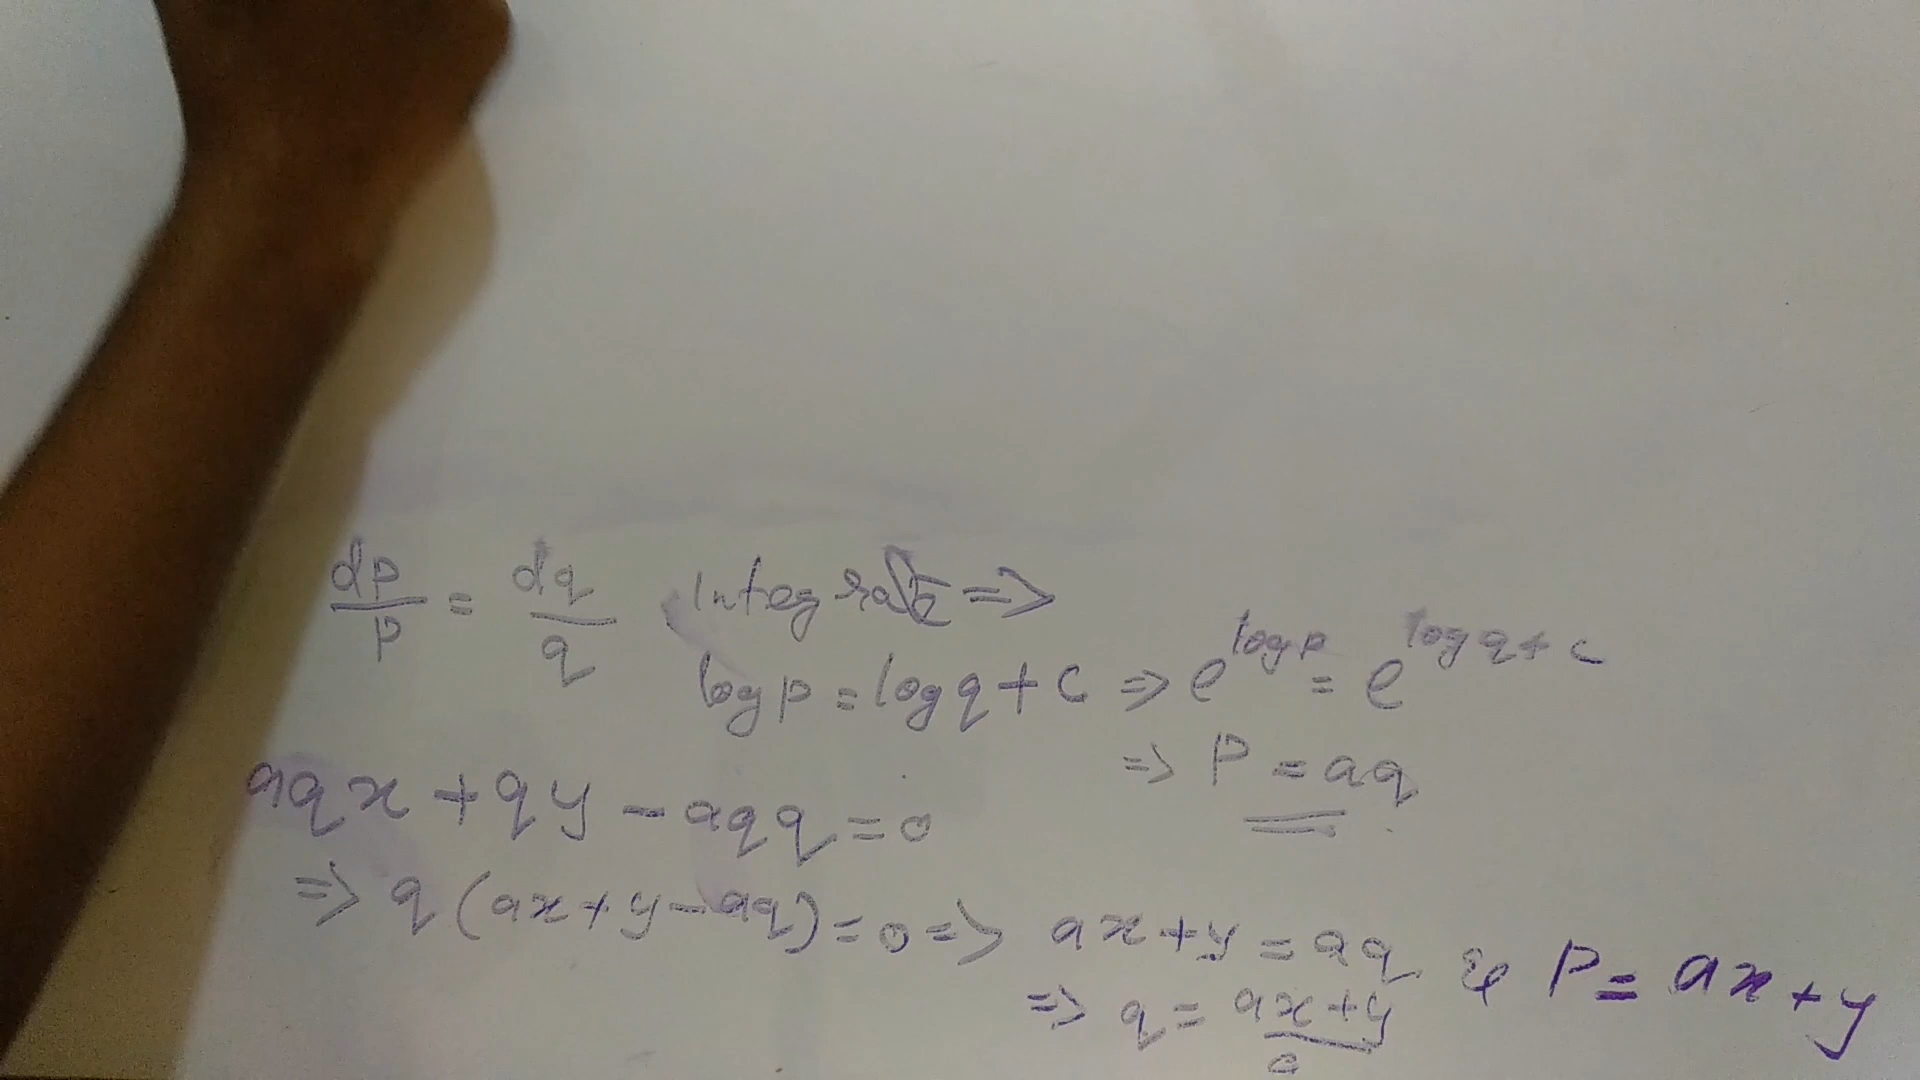 dp/p = dq/q Integrate =>
log p = log q + c => e^{log p} = e^{log q + c}
=> P = aq
aqx + qy - aqq = 0
=> q(ax+y-aq) = 0 => ax+y = aq & P = ax+y
=> q = ax+y/a